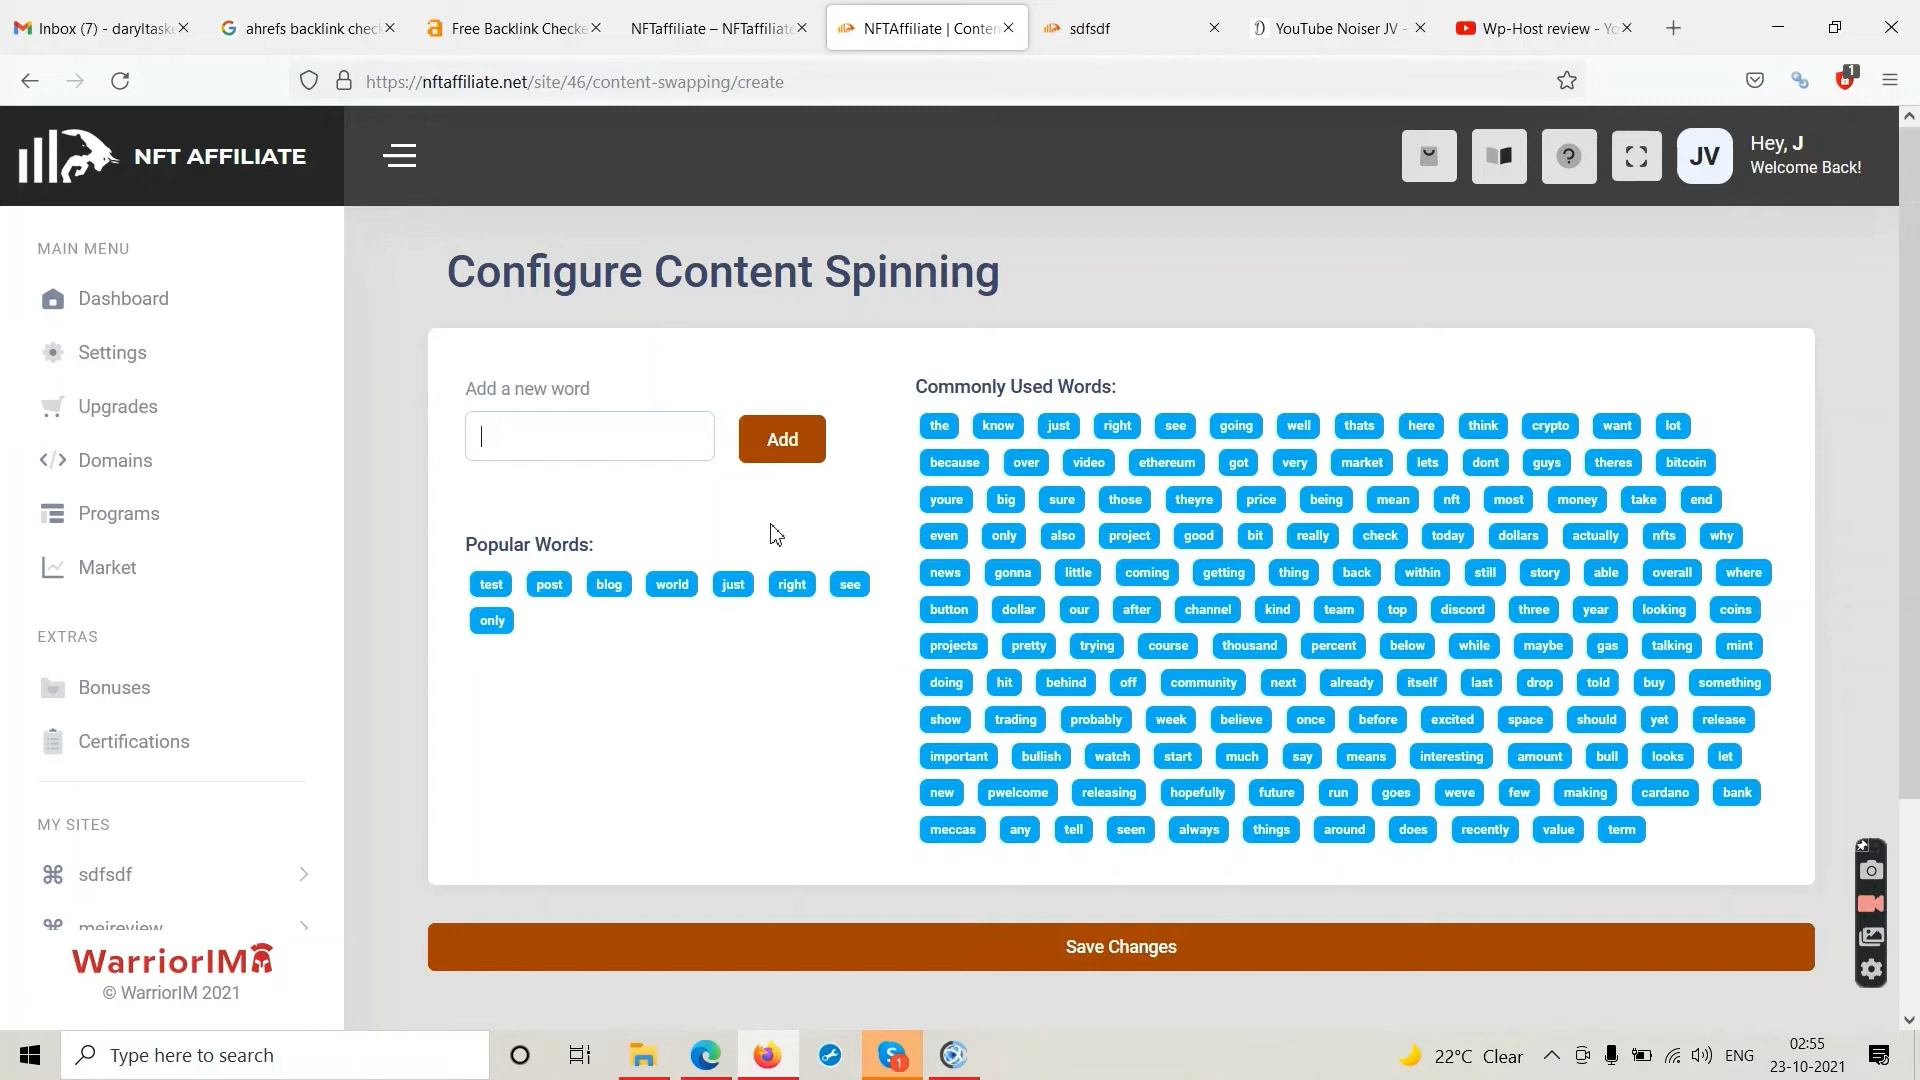 Inbox (7) - daryltaske
ahrefs backlink chec
Free Backlink Checke
NFTaffiliate – NFTaffiliate
NFTAffiliate | Conten
sdfsdf
YouTube Noiser JV -
Wp-Host review - Yo
https://nftaffiliate.net/site/46/content-swapping/create
1
NFT AFFILIATE
JV
Hey, J
Welcome Back!
MAIN MENU
Dashboard
Settings
Upgrades
Domains
Programs
Market
EXTRAS
Bonuses
Certifications
MY SITES
sdfsdf
meireview
WarriorIM
© WarriorIM 2021
Configure Content Spinning
Add a new word
Add
Popular Words:
test post blog world just right see
only
Commonly Used Words:
the know just right see going well thats here think crypto want lot
because over video ethereum got very market lets dont guys theres bitcoin
youre big sure those theyre price being mean nft most money take end
even only also project good bit really check today dollars actually nfts why
news gonna little coming getting thing back within still story able overall where
button dollar our after channel kind team top discord three year looking coins
projects pretty trying course thousand percent below while maybe gas talking mint
doing hit behind off community next already itself last drop told buy something
show trading probably week believe once before excited space should yet release
important bullish watch start much say means interesting amount bull looks let
new pwelcome releasing hopefully future run goes weve few making cardano bank
meccas any tell seen always things around does recently value term
Save Changes
Type here to search
1
22°C Clear
ENG
02:55
23-10-2021